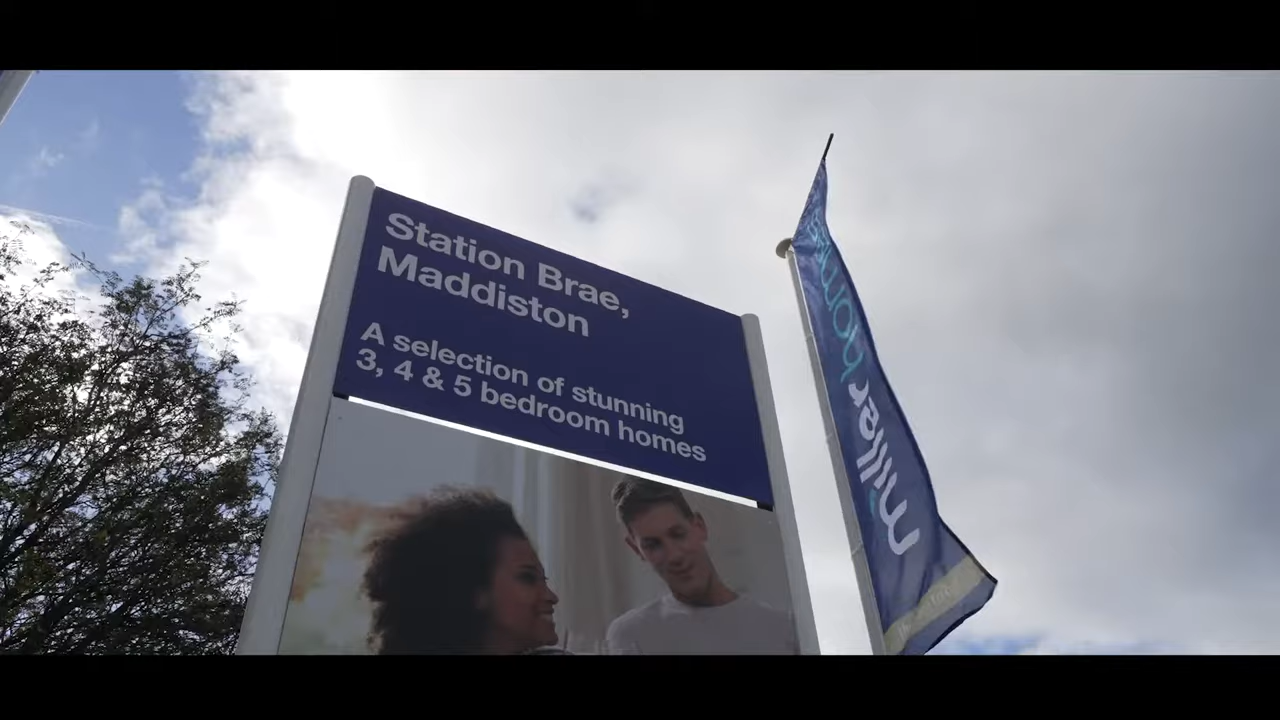 Station Brae,
Maddiston
A selection of stunning
3, 4 & 5 bedroom homes
miller homes